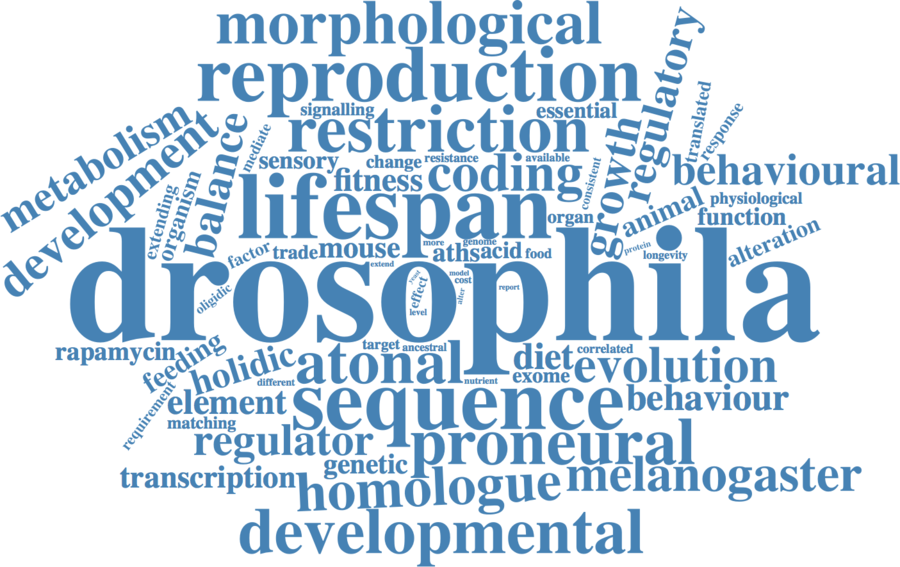 morphological
reproduction
signalling
essential
restriction
regulatory
translated
response
metabolism
development
balance
mediate
sensory
change
resistance
available
consistent
growth
behavioural
fitness
coding
extending
organism
lifespan
organ
animal
physiological
function
alteration
factor
trade
mouse
more
genome
aths
acid
food
protein
longevity
extend
drosophila
oligidic
yeast
effect
level
model
cost
alter
report
rapamycin
feeding
holidic
target
ancestral
atonal
diet
correlated
evolution
exome
different
nutrient
requirement
element
sequence
behaviour
matching
regulator
proneural
genetic
transcription
homologue
melanogaster
developmental